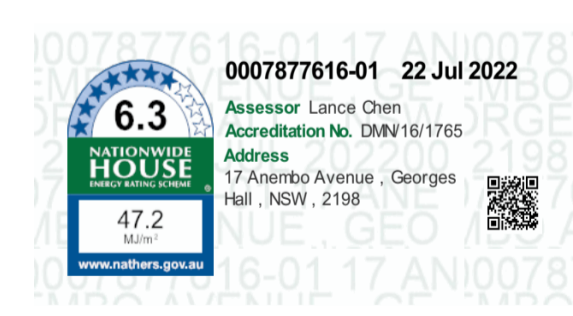 0007877616-01 22 Jul 2022
6.3
NATIONWIDE
HOUSE
ENERGY RATING SCHEME ®
47.2
MJ/m²
www.nathers.gov.au
Assessor Lance Chen
Accreditation No. DMN/16/1765
Address
17 Anembo Avenue , Georges
Hall , NSW , 2198